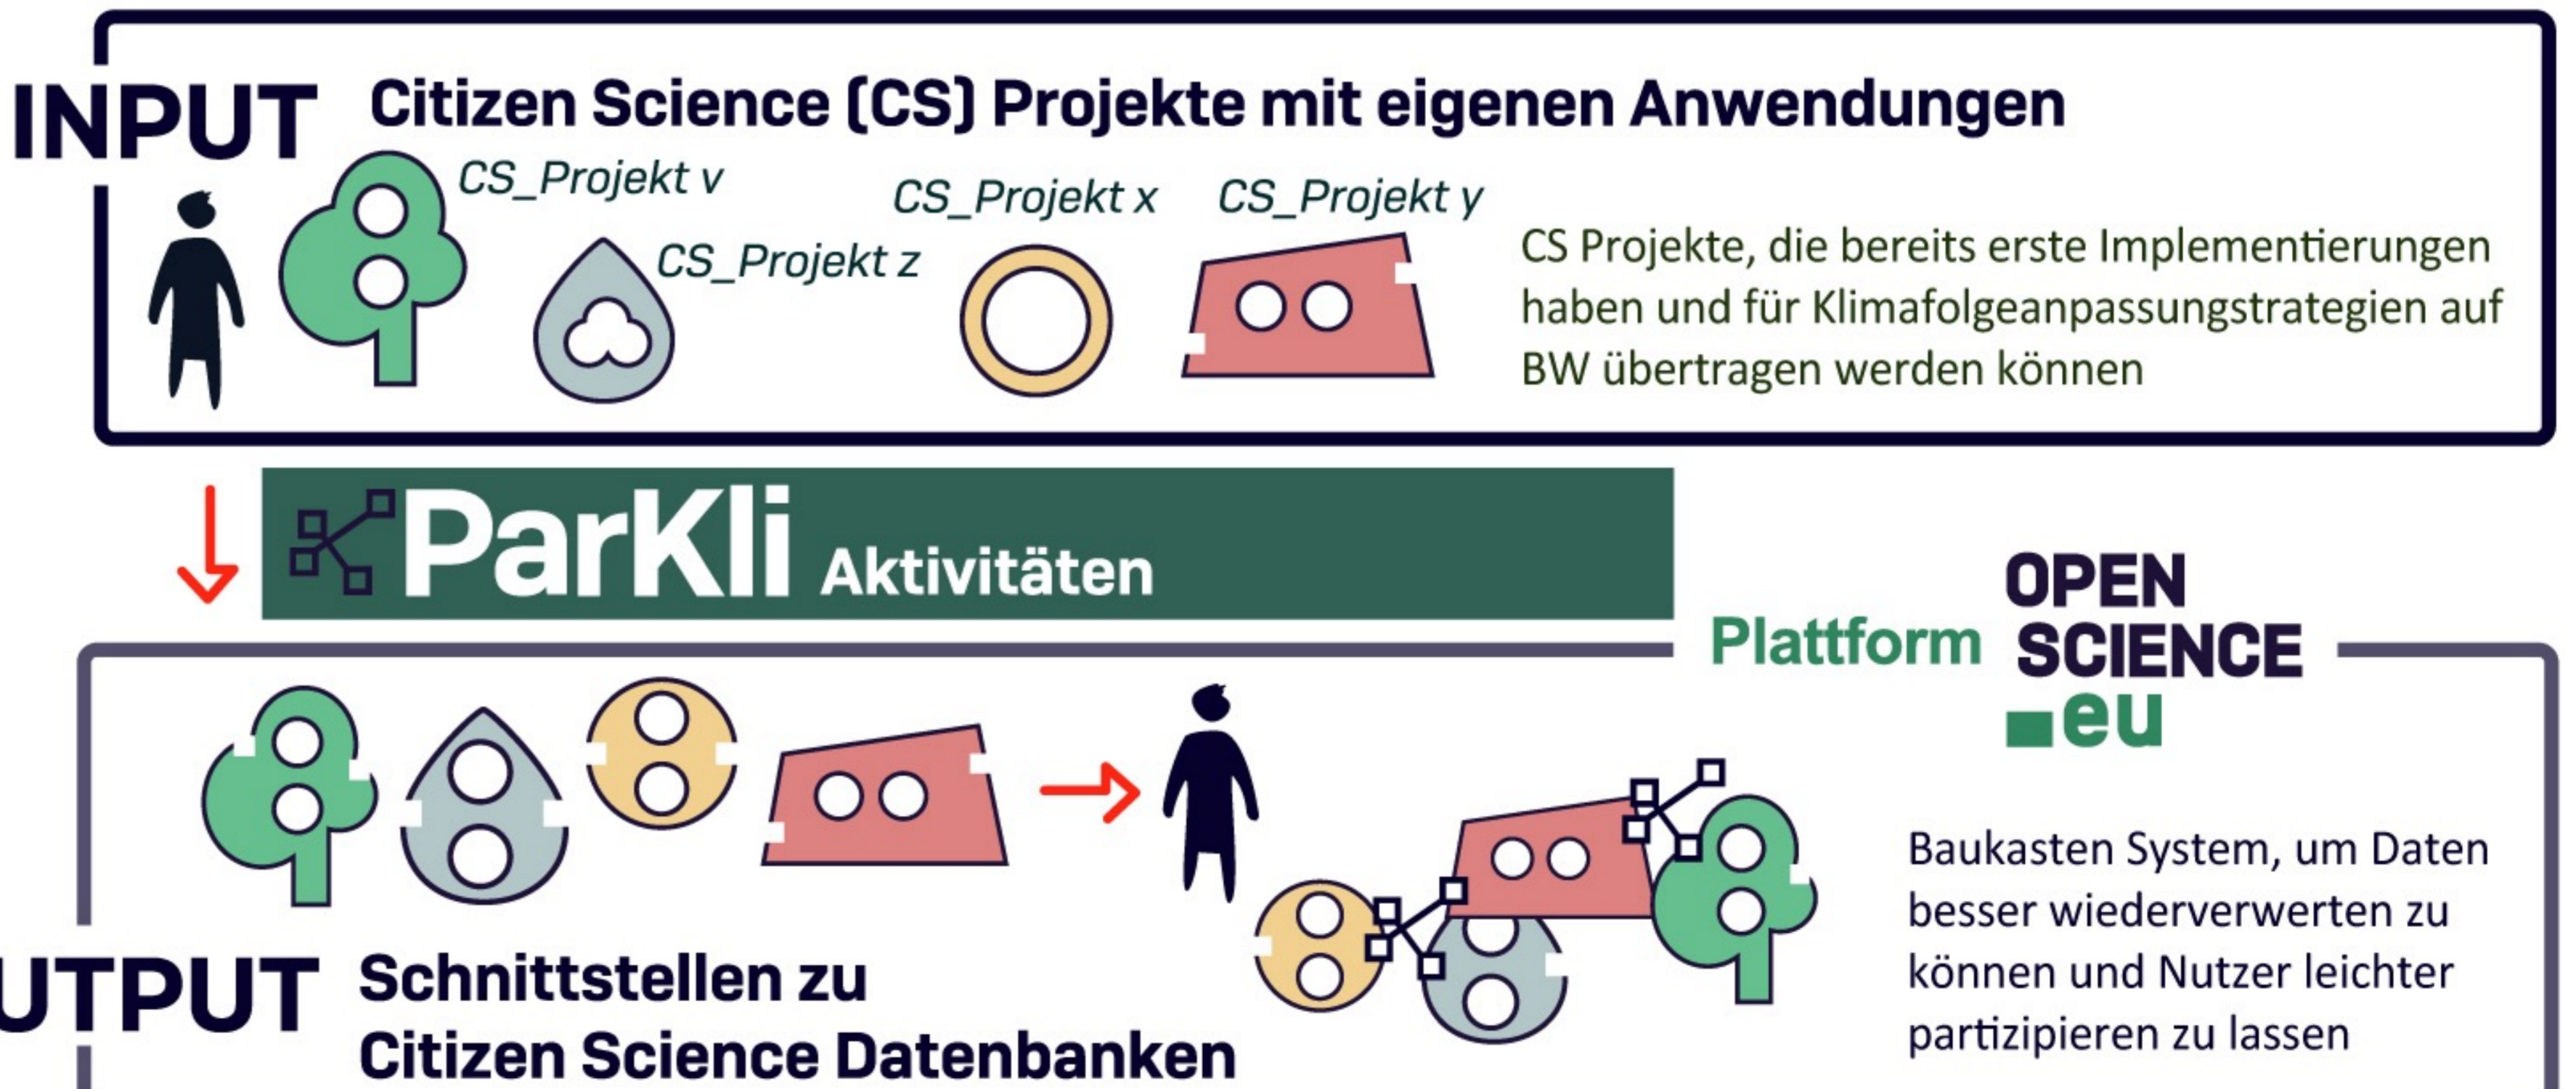 INPUT
Citizen Science (CS) Projekte mit eigenen Anwendungen
CS_Projekt v
CS_Projekt z
CS_Projekt x
CS_Projekt y
CS Projekte, die bereits erste Implementierungen
haben und für Klimafolgeanpassungstrategien auf
BW übertragen werden können
ParKli Aktivitäten
Plattform
OPEN
SCIENCE
eu
Baukasten System, um Daten
besser wiederverwerten zu
können und Nutzer leichter
partizipieren zu lassen
UTPUT
Schnittstellen zu
Citizen Science Datenbanken